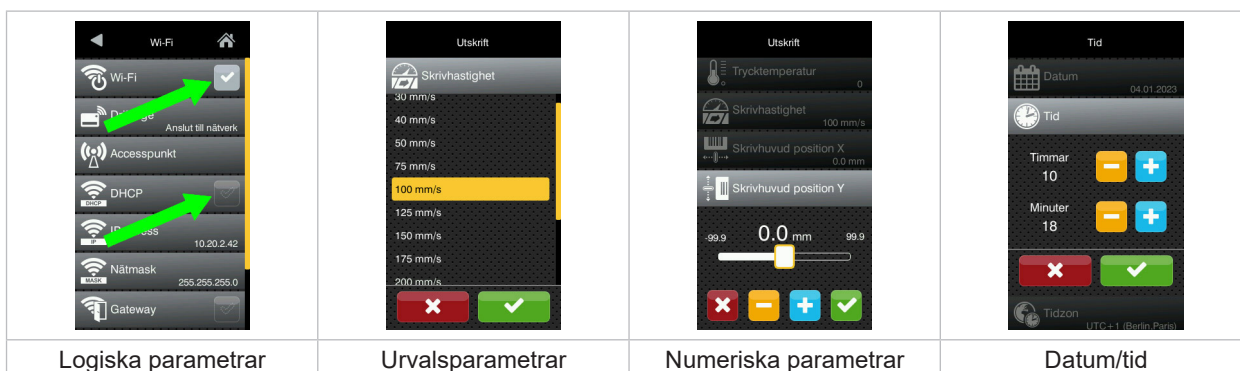 Wi-Fi
Wi-Fi
Anslut till nätverk
Accesspunkt
DHCP
DHCP
IP
10.20.2.42
Nätmask
MASK
255.255.255.0
Gateway
Logiska parametrar
Utskrift
Skrivhastighet
30 mm/s
40 mm/s
50 mm/s
75 mm/s
100 mm/s
125 mm/s
150 mm/s
175 mm/s
200 mm/s
Urvalsparametrar
Utskrift
Trycktemperatur
0
Skrivhastighet
100 mm/s
Skrivhuvud position X
0.0 mm
Skrivhuvud position Y
-99.9 0.0 mm 99.9
Numeriska parametrar
Tid
Datum
04.01.2023
Tid
Timmar
10
Minuter
18
Tidzon
UTC+1 (Berlin,Paris)
Datum/tid